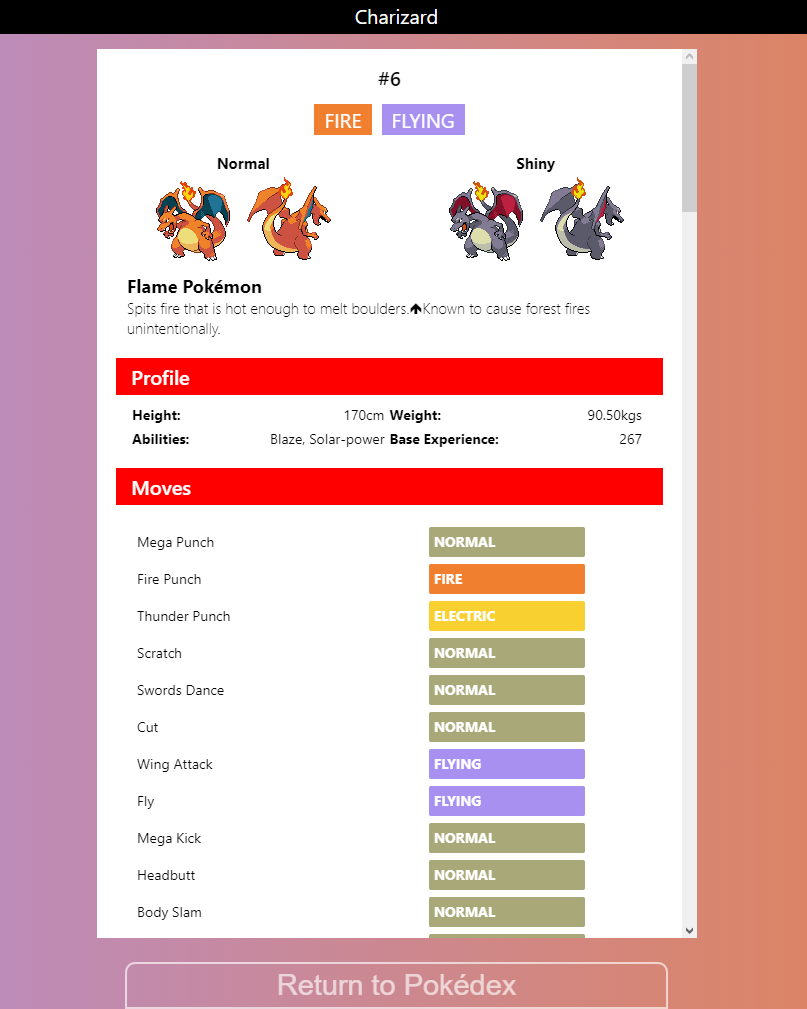 Charizard
#6
FIRE FLYING
Normal Shiny
Flame Pokémon
Spits fire that is hot enough to melt boulders.🡅Known to cause forest fires
unintentionally.
Profile
Height: 170cm Weight: 90.50kgs
Abilities: Blaze, Solar-power Base Experience: 267
Moves
Mega Punch NORMAL
Fire Punch FIRE
Thunder Punch ELECTRIC
Scratch NORMAL
Swords Dance NORMAL
Cut NORMAL
Wing Attack FLYING
Fly FLYING
Mega Kick NORMAL
Headbutt NORMAL
Body Slam NORMAL
Return to Pokédex